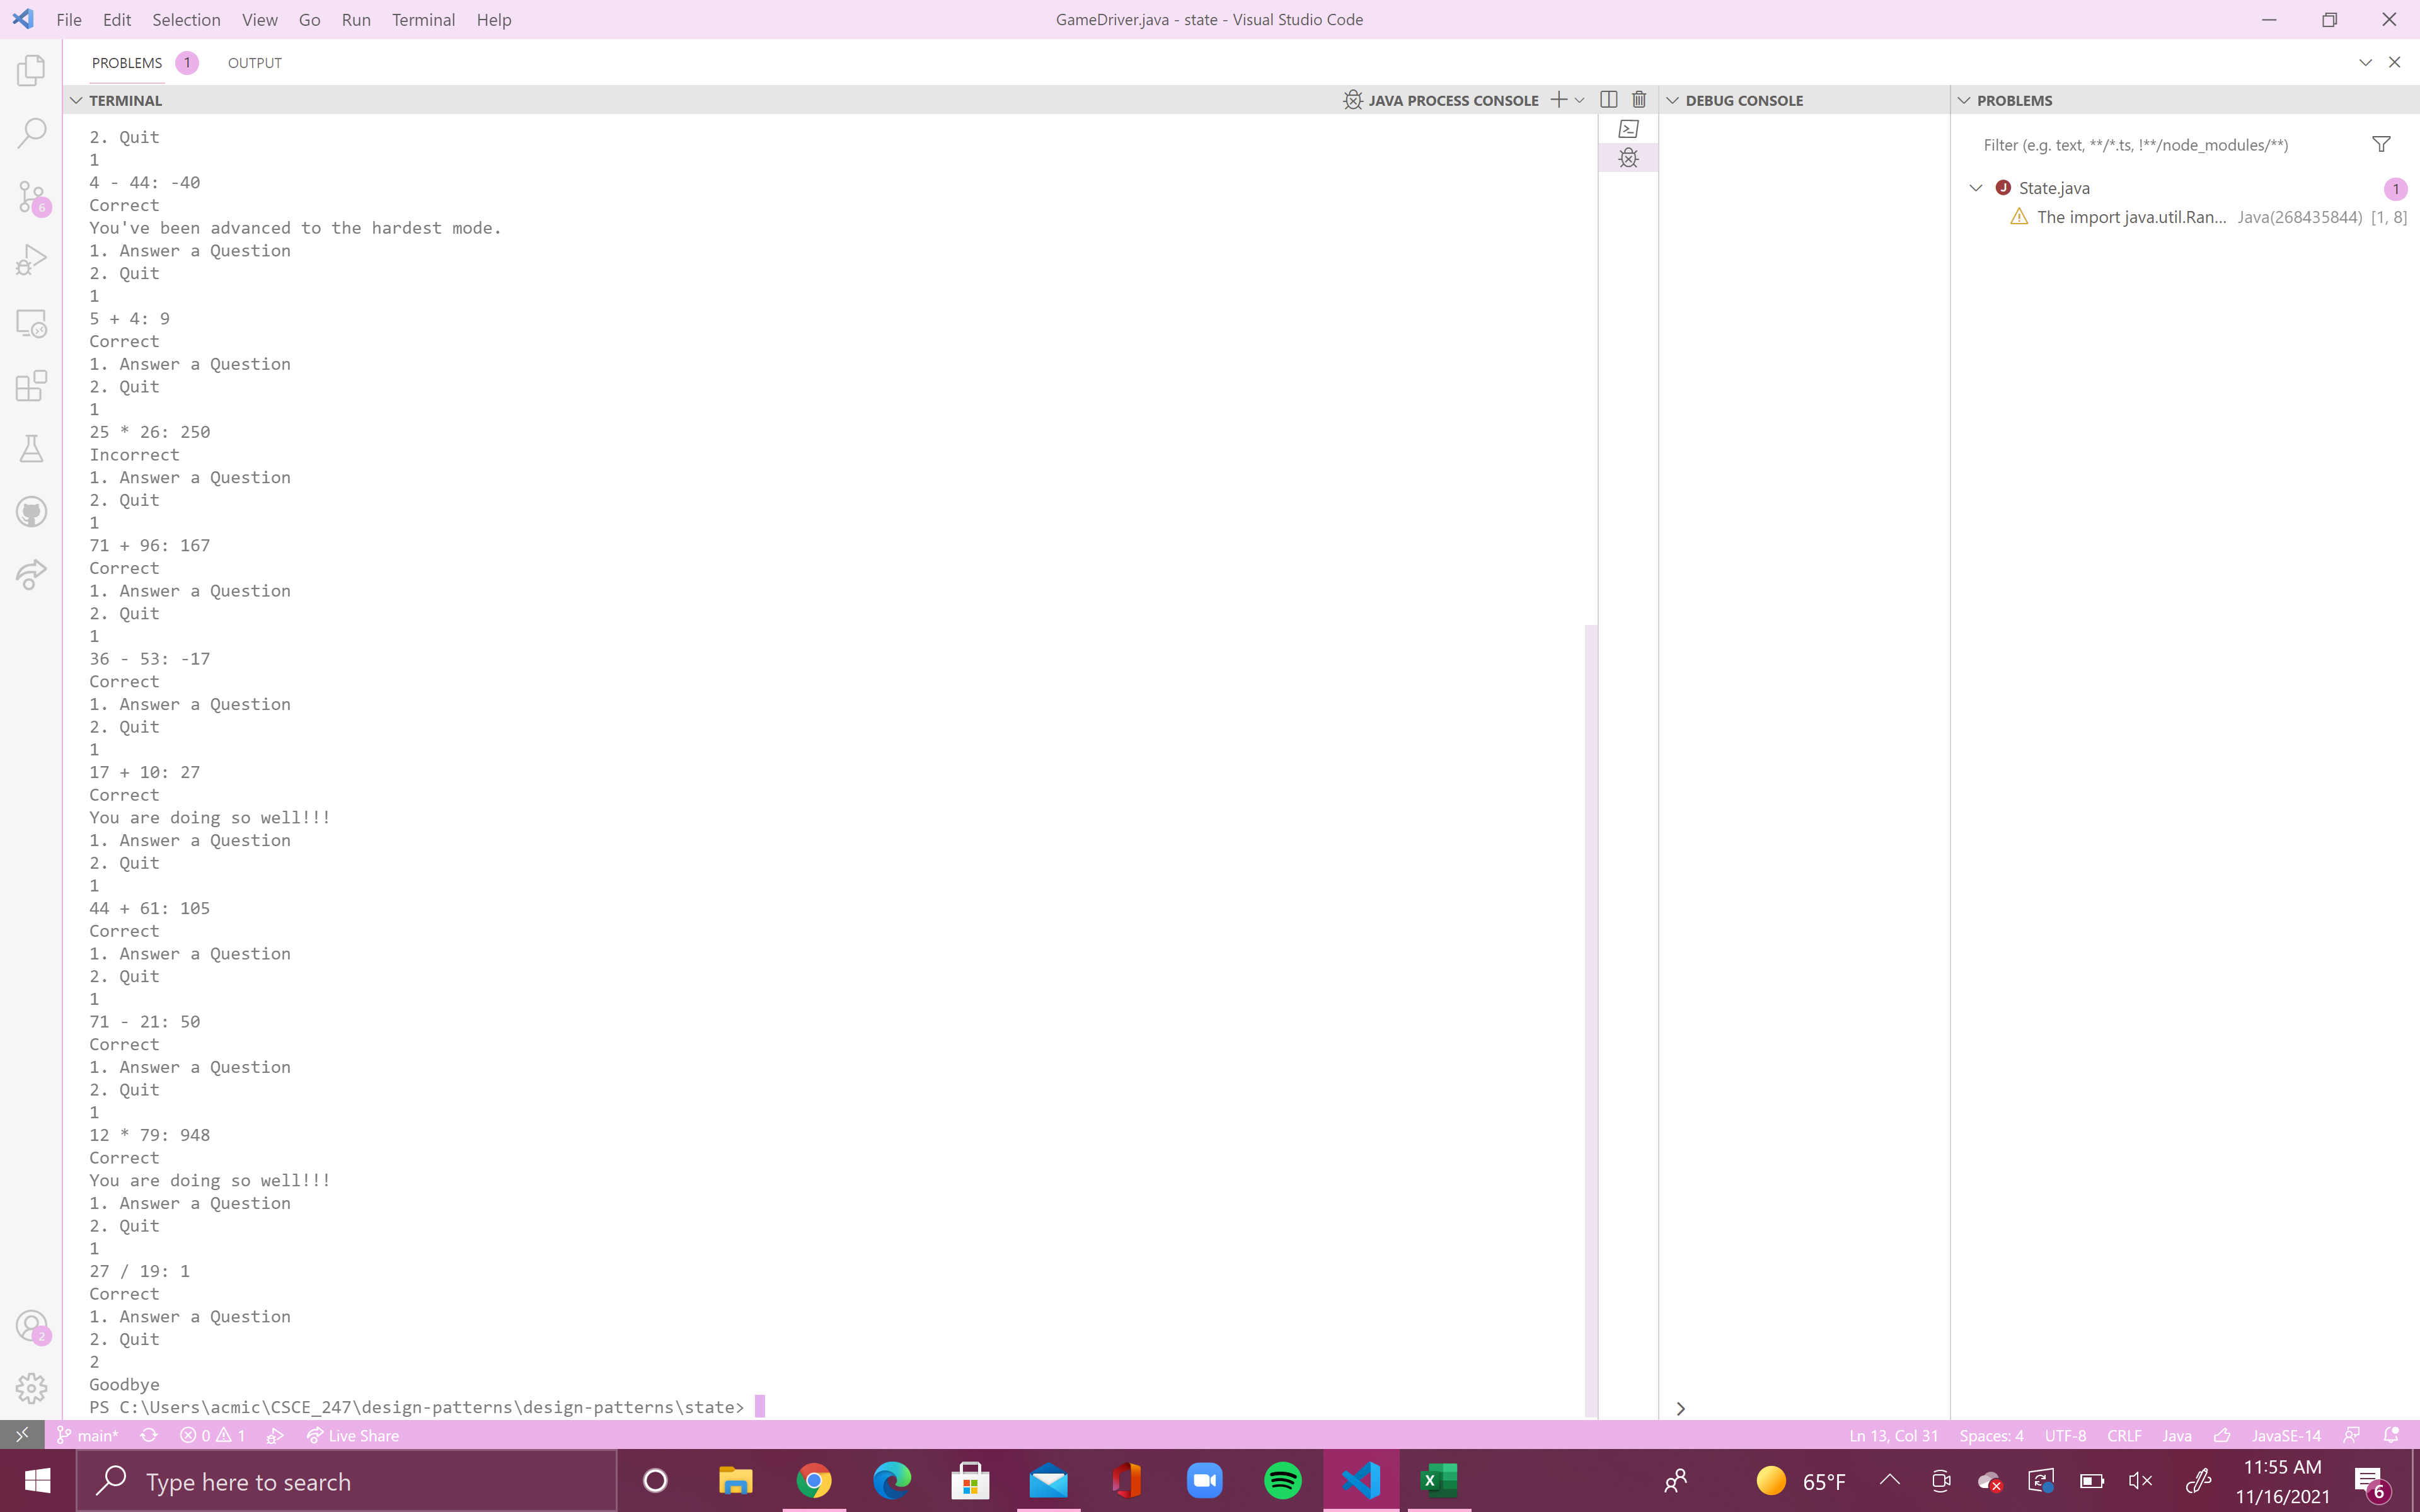 File Edit Selection View Go Run Terminal Help GameDriver.java - state - Visual Studio Code
PROBLEMS 1 OUTPUT
TERMINAL JAVA PROCESS CONSOLE DEBUG CONSOLE PROBLEMS
2. Quit
1
4 - 44: -40
Correct
You've been advanced to the hardest mode.
1. Answer a Question
2. Quit
1
5 + 4: 9
Correct
1. Answer a Question
2. Quit
1
25 * 26: 250
Incorrect
1. Answer a Question
2. Quit
1
71 + 96: 167
Correct
1. Answer a Question
2. Quit
1
36 - 53: -17
Correct
1. Answer a Question
2. Quit
1
17 + 10: 27
Correct
You are doing so well!!!
1. Answer a Question
2. Quit
1
44 + 61: 105
Correct
1. Answer a Question
2. Quit
1
71 - 21: 50
Correct
1. Answer a Question
2. Quit
1
12 * 79: 948
Correct
You are doing so well!!!
1. Answer a Question
2. Quit
1
27 / 19: 1
Correct
1. Answer a Question
2. Quit
2
Goodbye
PS C:\Users\acmic\CSCE_247\design-patterns\design-patterns\state>
Filter (e.g. text, **/*.ts, !**/node_modules/**)
State.java 1
The import java.util.Ran... Java(268435844) [1, 8]
6
2
main* 0 1 Live Share Ln 13, Col 31 Spaces: 4 UTF-8 CRLF Java JavaSE-14
Type here to search 65°F 11:55 AM
11/16/2021 6